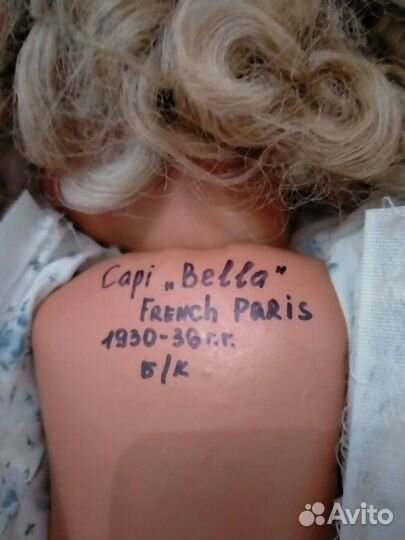 Capi „Bella"
FRENCh PARIS
1930-36 г.г.
Б/К
Avito